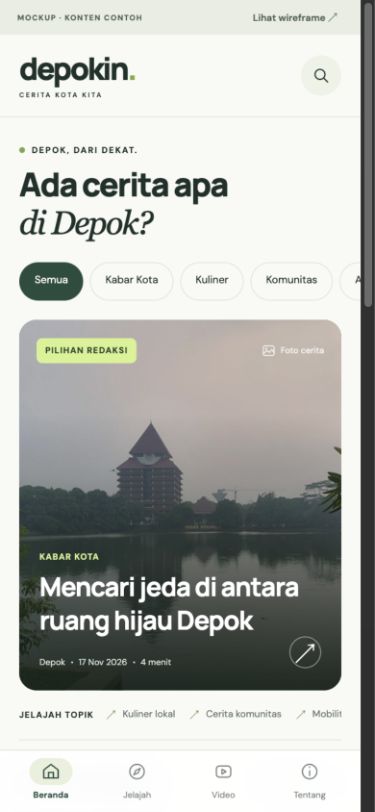 MOCKUP · KONTEN CONTOH
Lihat wireframe ↗
depokin.
CERITA KOTA KITA
DEPOK, DARI DEKAT.
Ada cerita apa
di Depok?
Semua
Kabar Kota
Kuliner
Komunitas
A
PILIHAN REDAKSI
Foto cerita
KABAR KOTA
Mencari jeda di antara
ruang hijau Depok
Depok • 17 Nov 2026 • 4 menit
JELAJAH TOPIK
Kuliner lokal
Cerita komunitas
Mobilit
Beranda
Jelajah
Video
Tentang